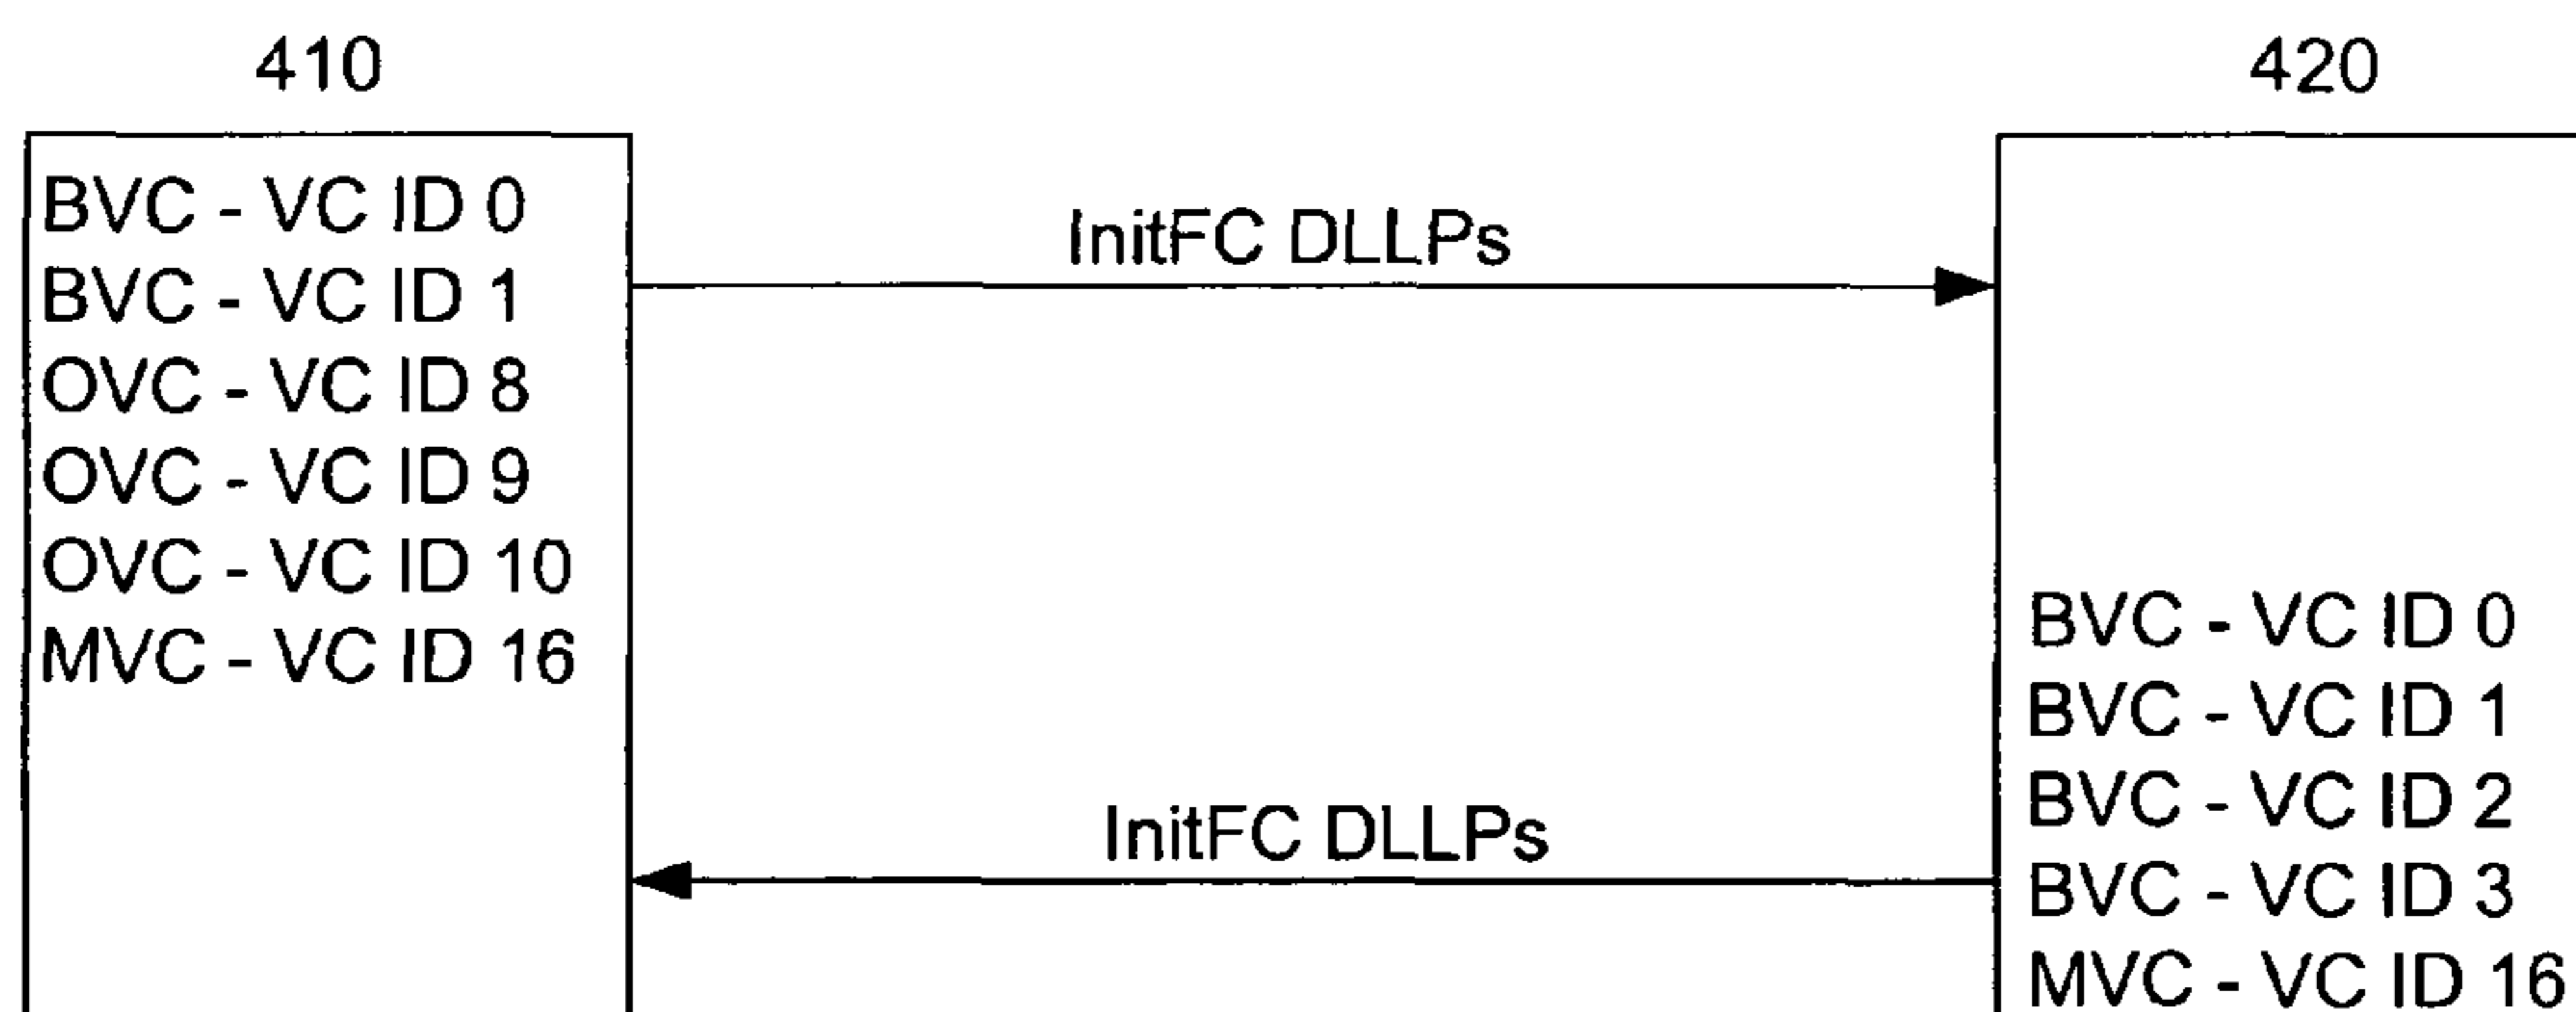 410
420
BVC - VC ID 0
BVC - VC ID 1
OVC - VC ID 8
OVC - VC ID 9
OVC - VC ID 10
MVC - VC ID 16
InitFC DLLPs
InitFC DLLPs
BVC - VC ID 0
BVC - VC ID 1
BVC - VC ID 2
BVC - VC ID 3
MVC - VC ID 16